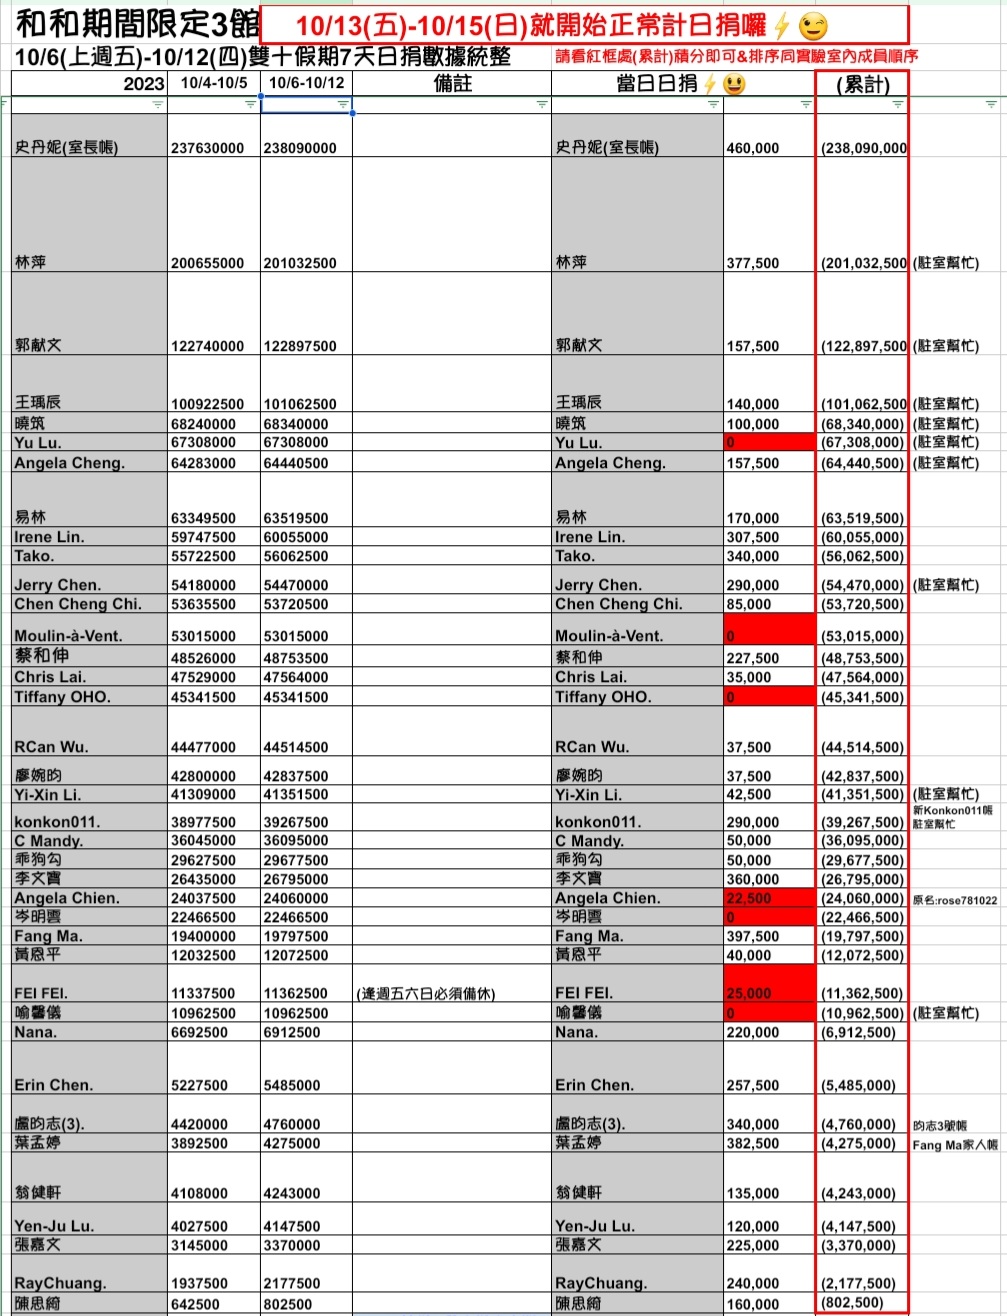 和和期間限定3館 10/13(五)-10/15(日)就開始正常計日捐囉⚡😉
10/6(上週五)-10/12(四)雙十假期7天日捐數據統整 請看紅框處(累計)積分即可&排序同實驗室內成員順序
2023 10/4-10/5 10/6-10/12 備註 當日日捐⚡😃 (累計)
史丹妮(室長帳) 237630000 238090000 史丹妮(室長帳) 460,000 (238,090,000
林萍 200655000 201032500 林萍 377,500 (201,032,500 (駐室幫忙)
郭献文 122740000 122897500 郭献文 157,500 (122,897,500 (駐室幫忙)
王瑀辰 100922500 101062500 王瑀辰 140,000 (101,062,500 (駐室幫忙)
曉筑 68240000 68340000 曉筑 100,000 (68,340,000) (駐室幫忙)
Yu Lu. 67308000 67308000 Yu Lu. 0 (67,308,000) (駐室幫忙)
Angela Cheng. 64283000 64440500 Angela Cheng. 157,500 (64,440,500) (駐室幫忙)
易林 63349500 63519500 易林 170,000 (63,519,500)
Irene Lin. 59747500 60055000 Irene Lin. 307,500 (60,055,000)
Tako. 55722500 56062500 Tako. 340,000 (56,062,500)
Jerry Chen. 54180000 54470000 Jerry Chen. 290,000 (54,470,000) (駐室幫忙)
Chen Cheng Chi. 53635500 53720500 Chen Cheng Chi. 85,000 (53,720,500)
Moulin-à-Vent. 53015000 53015000 Moulin-à-Vent. 0 (53,015,000)
蔡和伸 48526000 48753500 蔡和伸 227,500 (48,753,500)
Chris Lai. 47529000 47564000 Chris Lai. 35,000 (47,564,000)
Tiffany OHO. 45341500 45341500 Tiffany OHO. 0 (45,341,500)
RCan Wu. 44477000 44514500 RCan Wu. 37,500 (44,514,500)
廖婉昀 42800000 42837500 廖婉昀 37,500 (42,837,500)
Yi-Xin Li. 41309000 41351500 Yi-Xin Li. 42,500 (41,351,500) (駐室幫忙)
konkon011. 38977500 39267500 konkon011. 290,000 (39,267,500) 新Konkon011帳
駐室幫忙
C Mandy. 36045000 36095000 C Mandy. 50,000 (36,095,000)
乖狗勾 29627500 29677500 乖狗勾 50,000 (29,677,500)
李文寶 26435000 26795000 李文寶 360,000 (26,795,000)
Angela Chien. 24037500 24060000 Angela Chien. 22,500 (24,060,000) 原名:rose781022
岑明雲 22466500 22466500 岑明雲 0 (22,466,500)
Fang Ma. 19400000 19797500 Fang Ma. 397,500 (19,797,500)
黃恩平 12032500 12072500 黃恩平 40,000 (12,072,500)
FEI FEI. 11337500 11362500 (逢週五六日必須備休) FEI FEI. 25,000 (11,362,500)
喻馨儀 10962500 10962500 喻馨儀 0 (10,962,500) (駐室幫忙)
Nana. 6692500 6912500 Nana. 220,000 (6,912,500)
Erin Chen. 5227500 5485000 Erin Chen. 257,500 (5,485,000)
盧昀志(3). 4420000 4760000 盧昀志(3). 340,000 (4,760,000) 昀志3號帳
葉孟婷 3892500 4275000 葉孟婷 382,500 (4,275,000) Fang Ma家人帳
翁健軒 4108000 4243000 翁健軒 135,000 (4,243,000)
Yen-Ju Lu. 4027500 4147500 Yen-Ju Lu. 120,000 (4,147,500)
張嘉文 3145000 3370000 張嘉文 225,000 (3,370,000)
RayChuang. 1937500 2177500 RayChuang. 240,000 (2,177,500)
陳思綺 642500 802500 陳思綺 160,000 (802,500)